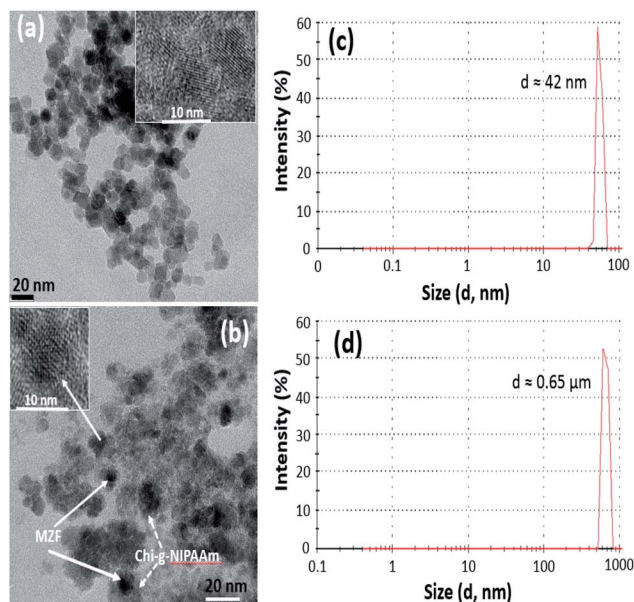 (a)
10 nm
20 nm
(c)
d ≈ 42 nm
Intensity (%)
60
50
40
30
20
10
0
0
0.1
1
10
100
Size (d, nm)
(b)
10 nm
MZF
Chi-g-NIPAAm
20 nm
(d)
d ≈ 0.65 µm
Intensity (%)
60
50
40
30
20
10
0
0.1
1
10
100
1000
Size (d, nm)